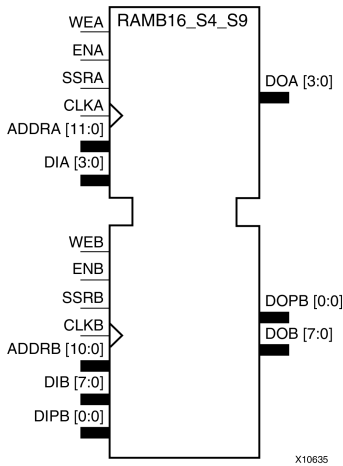 WEA
RAMB16_S4_S9
ENA
SSRA
DOA [3:0]
CLKA
ADDRA [11:0]
DIA [3:0]
WEB
ENB
SSRB
DOPB [0:0]
CLKB
DOB [7:0]
ADDRB [10:0]
DIB [7:0]
DIPB [0:0]
X10635